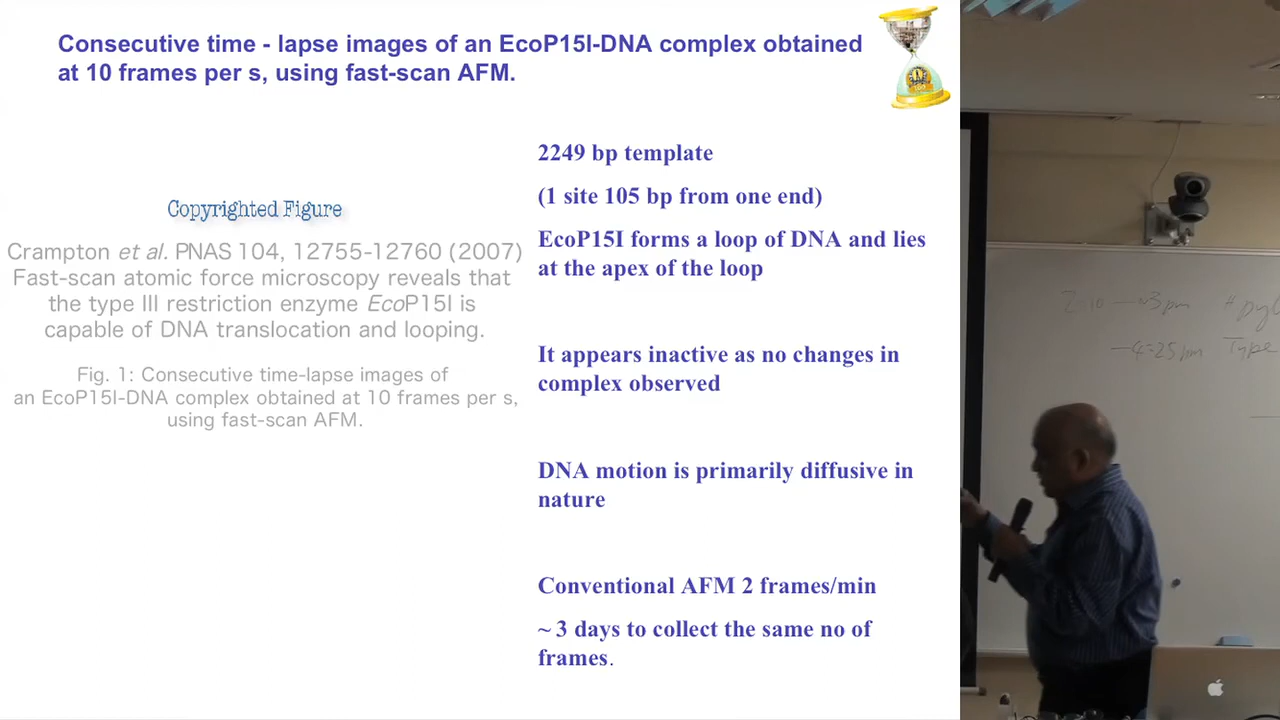 Consecutive time - lapse images of an EcoP15I-DNA complex obtained
at 10 frames per s, using fast-scan AFM.
Copyrighted Figure
Crampton et al. PNAS 104, 12755-12760 (2007)
Fast-scan atomic force microscopy reveals that
the type III restriction enzyme EcoP15I is
capable of DNA translocation and looping.
Fig. 1: Consecutive time-lapse images of
an EcoP15I-DNA complex obtained at 10 frames per s,
using fast-scan AFM.
2249 bp template
(1 site 105 bp from one end)
EcoP15I forms a loop of DNA and lies
at the apex of the loop
It appears inactive as no changes in
complex observed
DNA motion is primarily diffusive in
nature
Conventional AFM 2 frames/min
~ 3 days to collect the same no of
frames.
Type